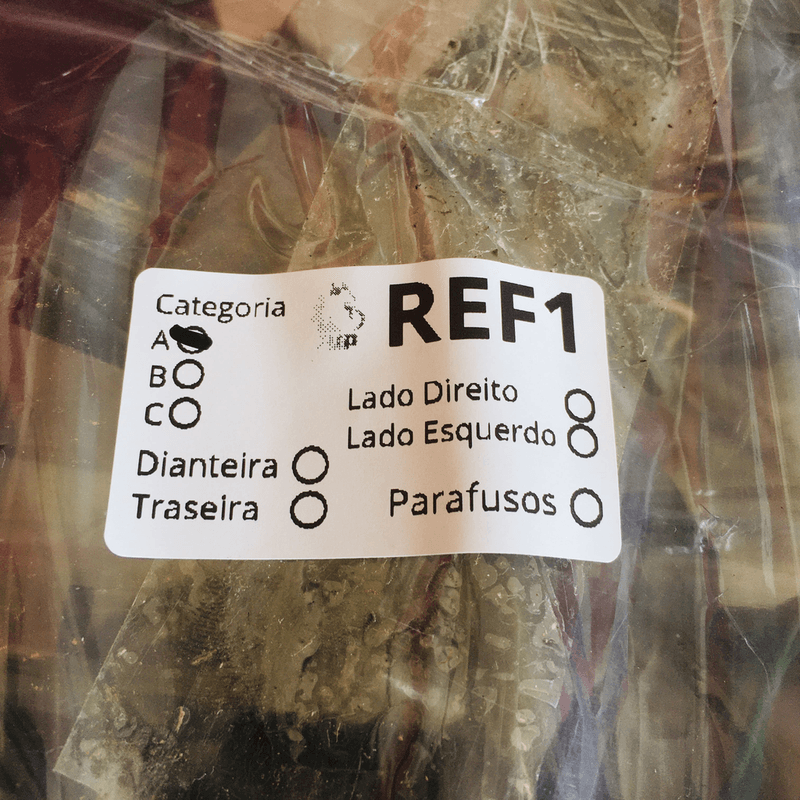 Categoria
A
B
C
REF1
Lado Direito
Lado Esquerdo
Dianteira
Traseira
Parafusos